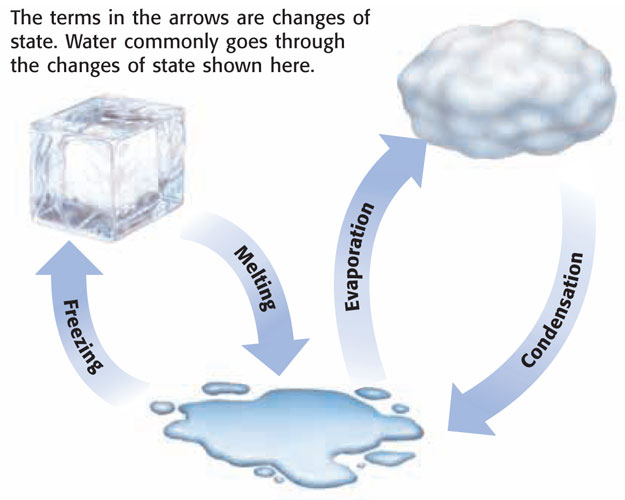 The terms in the arrows are changes of
state. Water commonly goes through
the changes of state shown here.
Freezing
Melting
Evaporation
Condensation